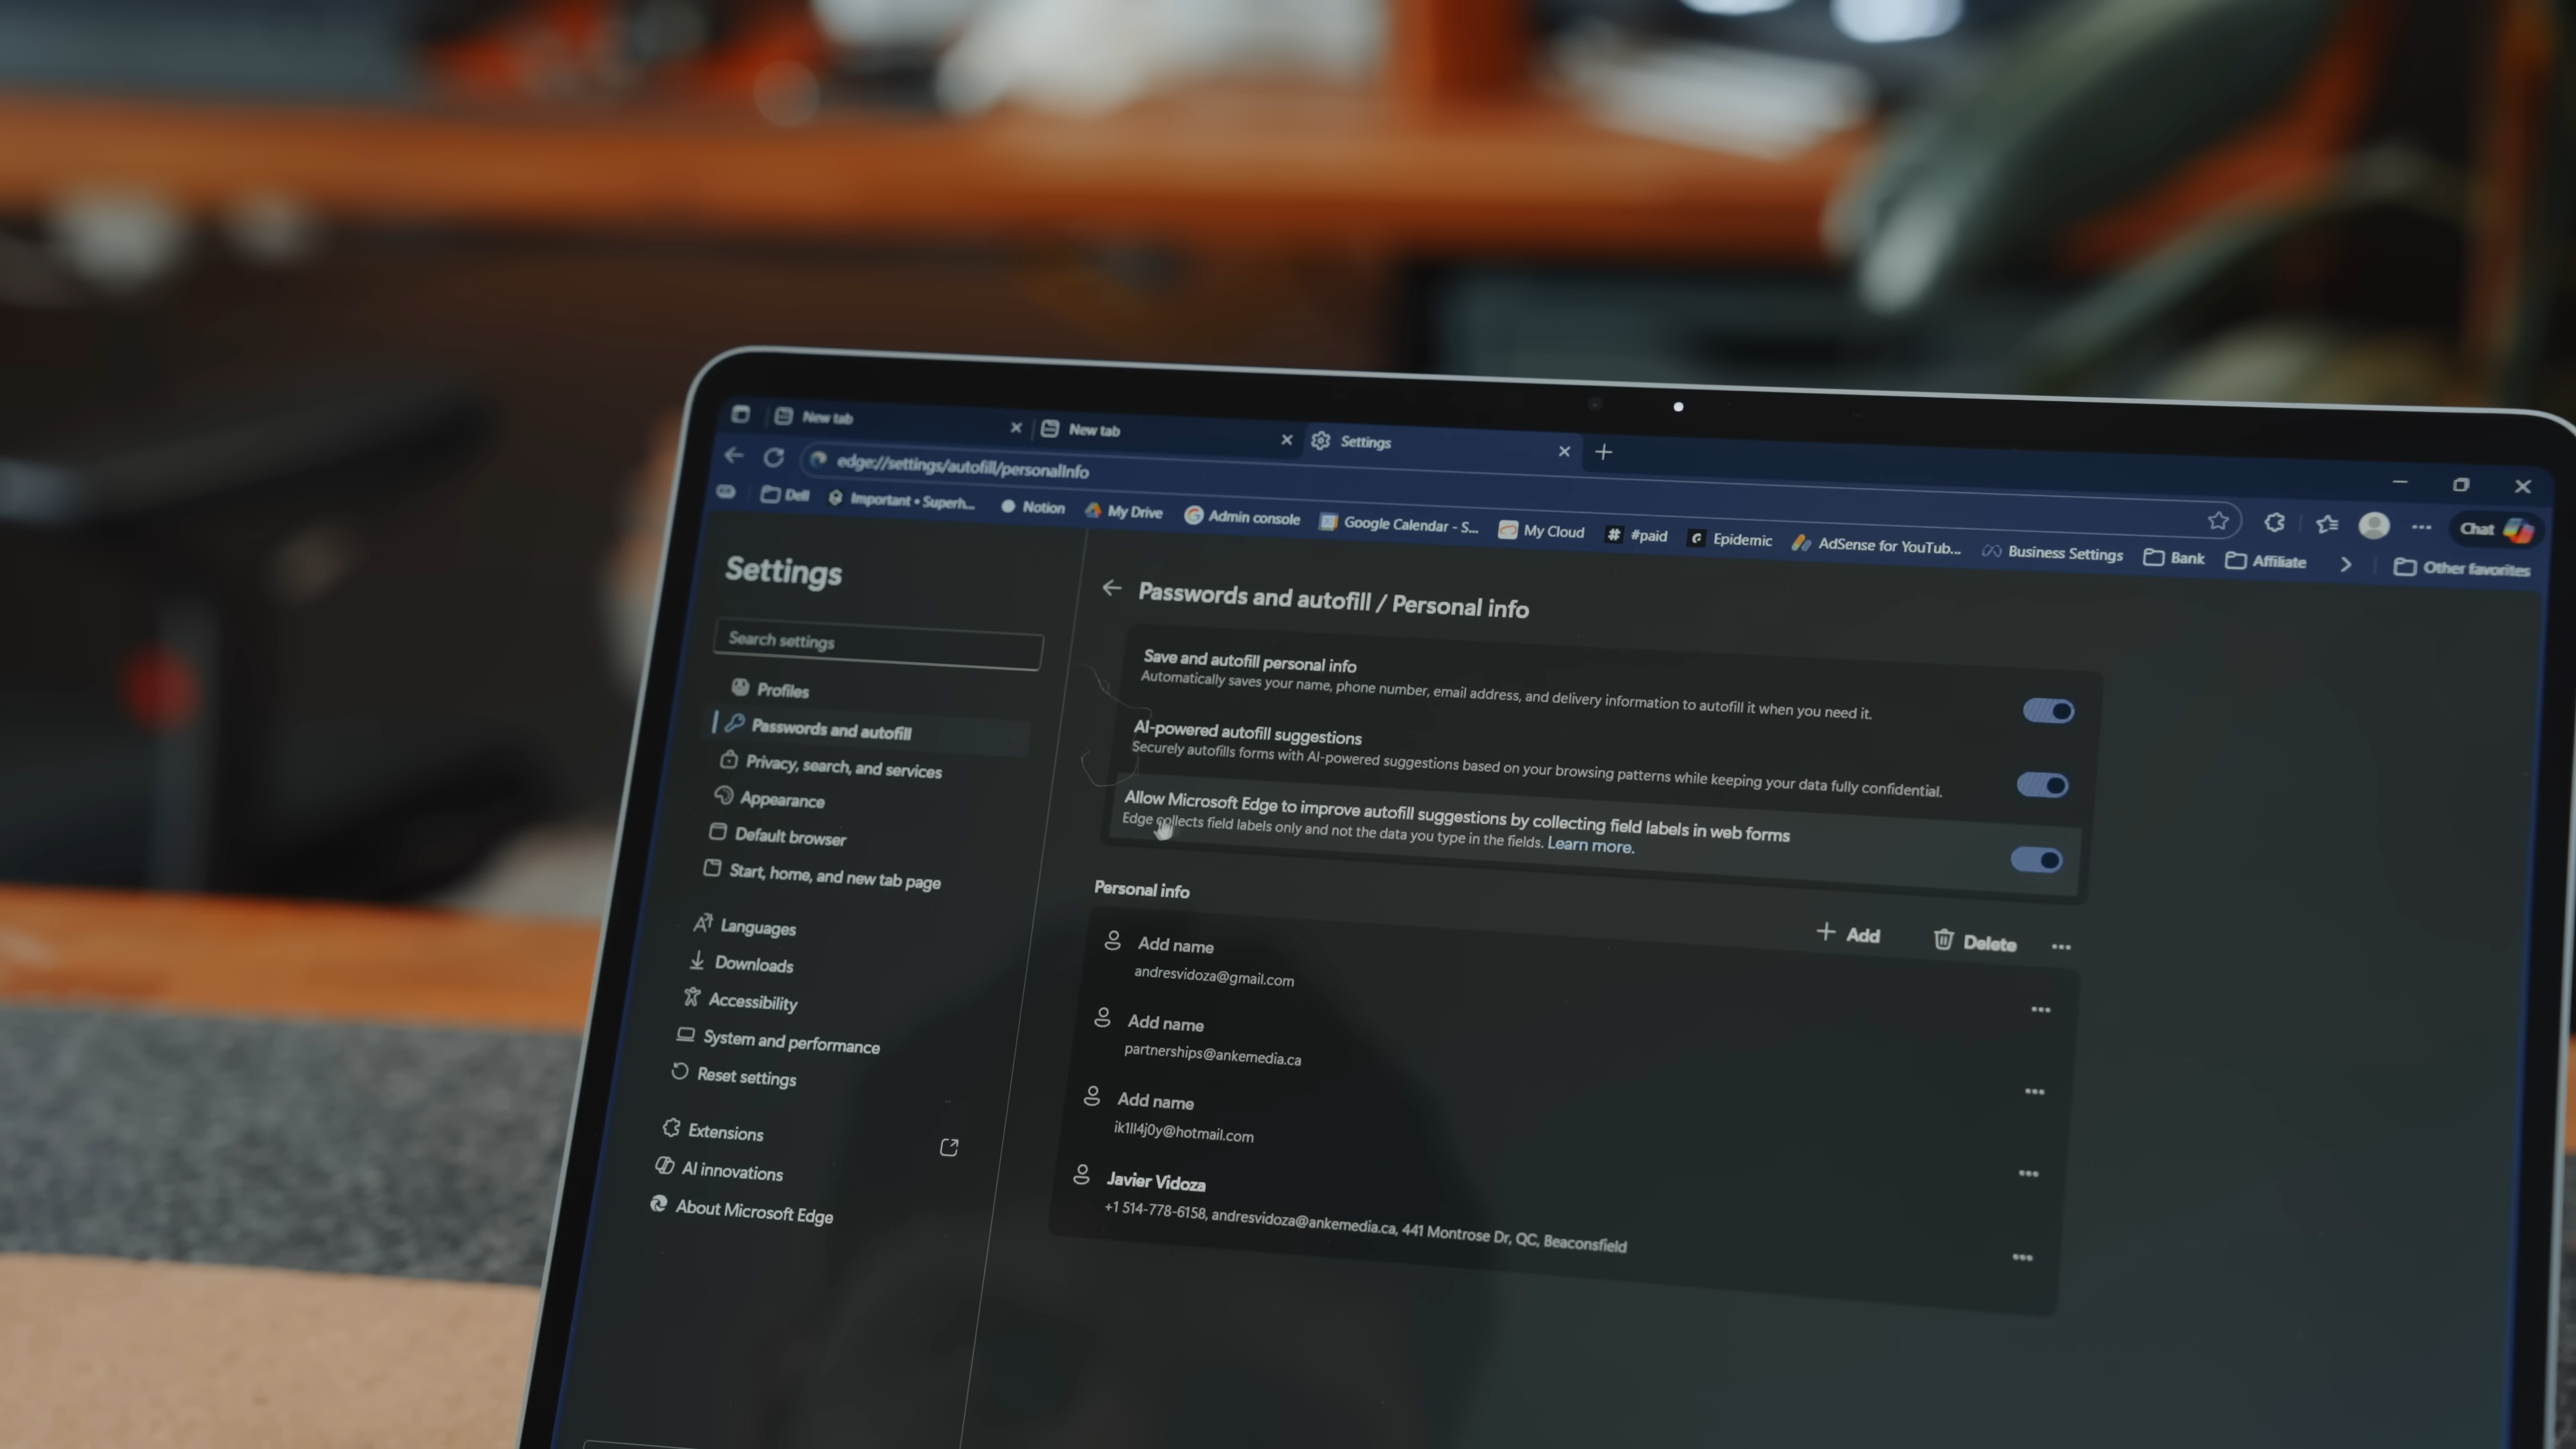 New tab
New tab
Settings
edge://settings/autofill/personalInfo
Chat
Dell
Important • Superh...
Notion
My Drive
Admin console
Google Calendar - S...
My Cloud
#paid
Epidemic
AdSense for YouTub...
Business Settings
Bank
Affiliate
Other favorites
Settings
Search settings
Profiles
Passwords and autofill
Privacy, search, and services
Appearance
Default browser
Start, home, and new tab page
Languages
Downloads
Accessibility
System and performance
Reset settings
Extensions
AI innovations
About Microsoft Edge
Passwords and autofill / Personal info
Save and autofill personal info
Automatically saves your name, phone number, email address, and delivery information to autofill it when you need it.
AI-powered autofill suggestions
Securely autofills forms with AI-powered suggestions based on your browsing patterns while keeping your data fully confidential.
Allow Microsoft Edge to improve autofill suggestions by collecting field labels in web forms
Edge collects field labels only and not the data you type in the fields. Learn more.
Personal info
Add
Delete
Add name
andresvidoza@gmail.com
Add name
partnerships@ankemedia.ca
Add name
ik1ll4j0y@hotmail.com
Javier Vidoza
+1 514-778-6158, andresvidoza@ankemedia.ca, 441 Montrose Dr, QC, Beaconsfield